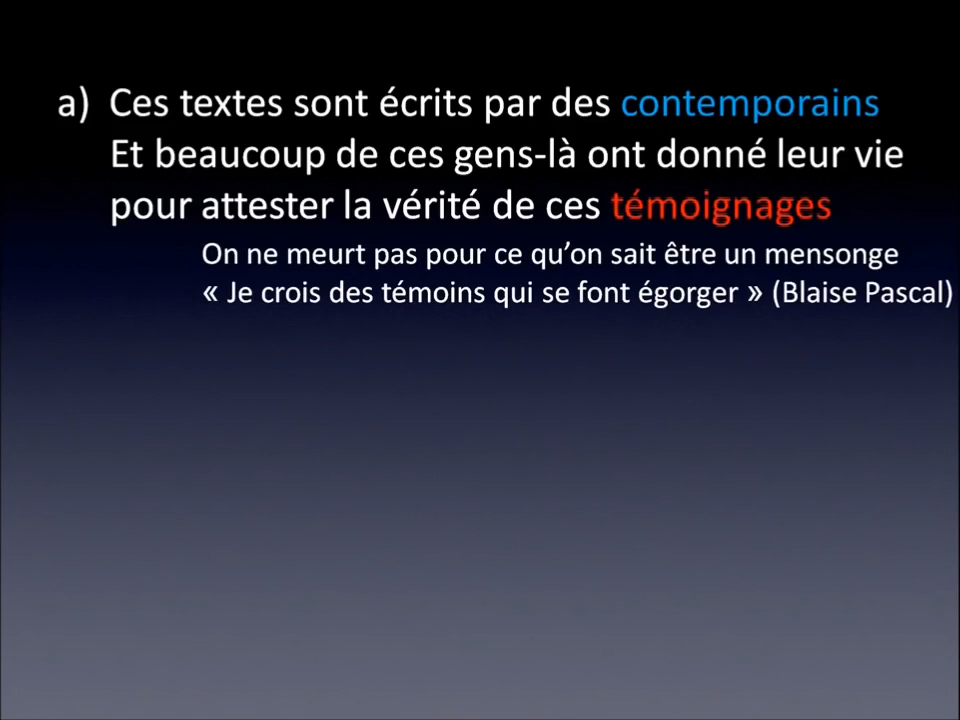 a) Ces textes sont écrits par des contemporains
Et beaucoup de ces gens-là ont donné leur vie
pour attester la vérité de ces témoignages
On ne meurt pas pour ce qu’on sait être un mensonge
« Je crois des témoins qui se font égorger » (Blaise Pascal)